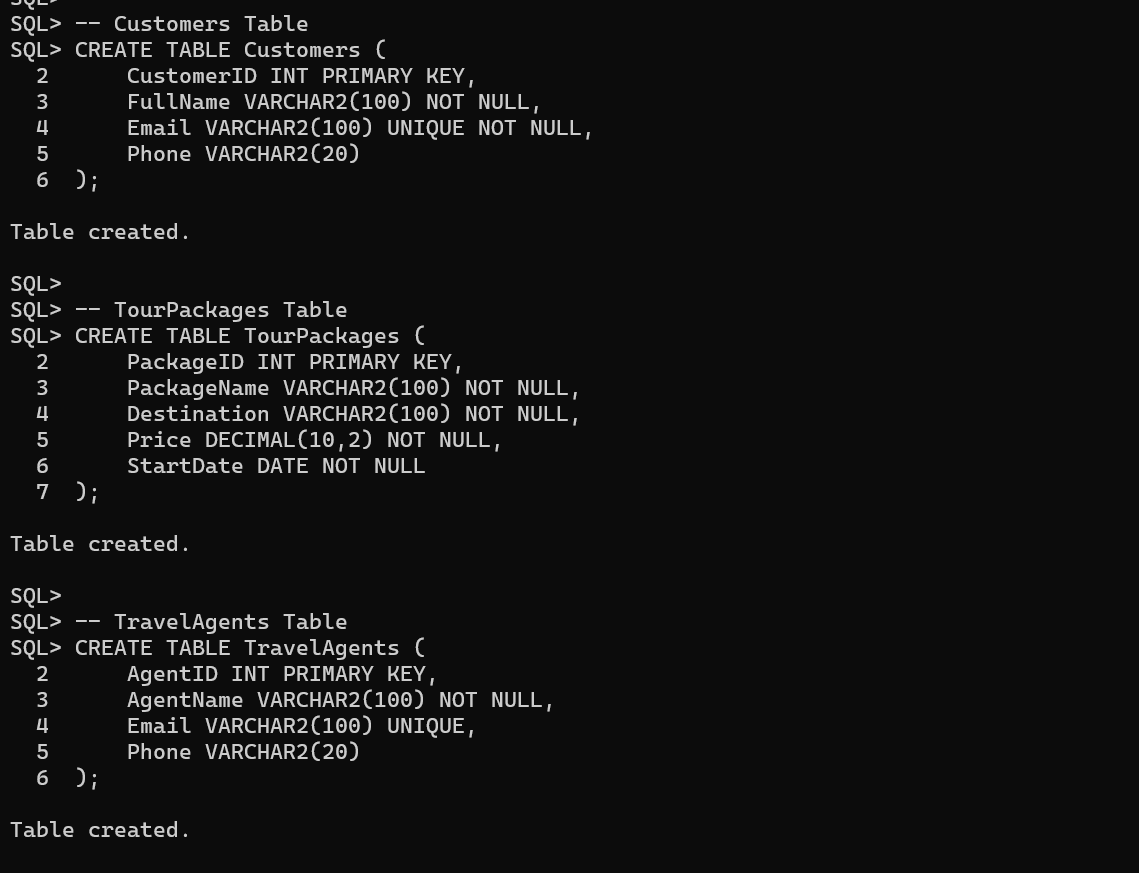 SQL>
SQL> -- Customers Table
SQL> CREATE TABLE Customers (
  2      CustomerID INT PRIMARY KEY,
  3      FullName VARCHAR2(100) NOT NULL,
  4      Email VARCHAR2(100) UNIQUE NOT NULL,
  5      Phone VARCHAR2(20)
  6  );
Table created.
SQL>
SQL> -- TourPackages Table
SQL> CREATE TABLE TourPackages (
  2      PackageID INT PRIMARY KEY,
  3      PackageName VARCHAR2(100) NOT NULL,
  4      Destination VARCHAR2(100) NOT NULL,
  5      Price DECIMAL(10,2) NOT NULL,
  6      StartDate DATE NOT NULL
  7  );
Table created.
SQL>
SQL> -- TravelAgents Table
SQL> CREATE TABLE TravelAgents (
  2      AgentID INT PRIMARY KEY,
  3      AgentName VARCHAR2(100) NOT NULL,
  4      Email VARCHAR2(100) UNIQUE,
  5      Phone VARCHAR2(20)
  6  );
Table created.